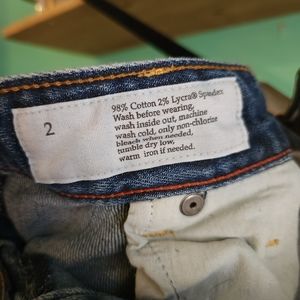 2
98% Cotton 2% Lycra® Spandex
Wash before wearing,
wash inside out, machine
wash cold, only non-chlorine
bleach when needed,
tumble dry low,
warm iron if needed.